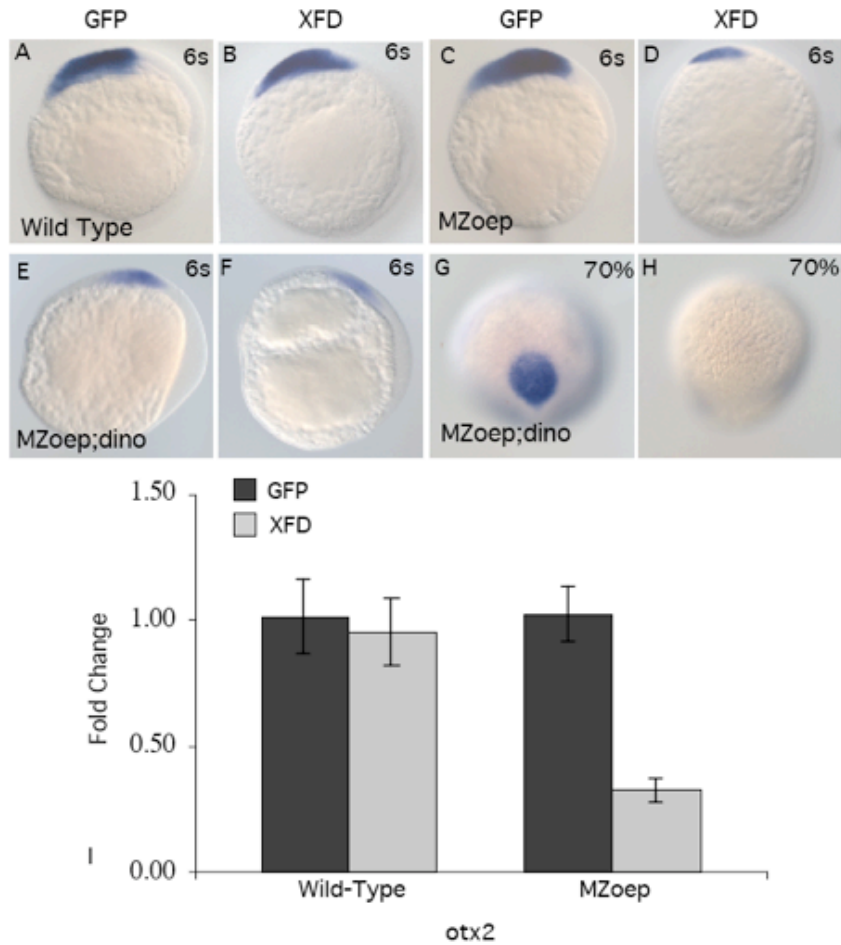 GFP XFD GFP XFD
A 6s B 6s C 6s D 6s
Wild Type MZoep
E 6s F 6s G 70% H 70%
MZoep;dino MZoep;dino
1.50
GFP
XFD
1.00
Fold Change
0.50
I
0.00
Wild-Type MZoep
otx2